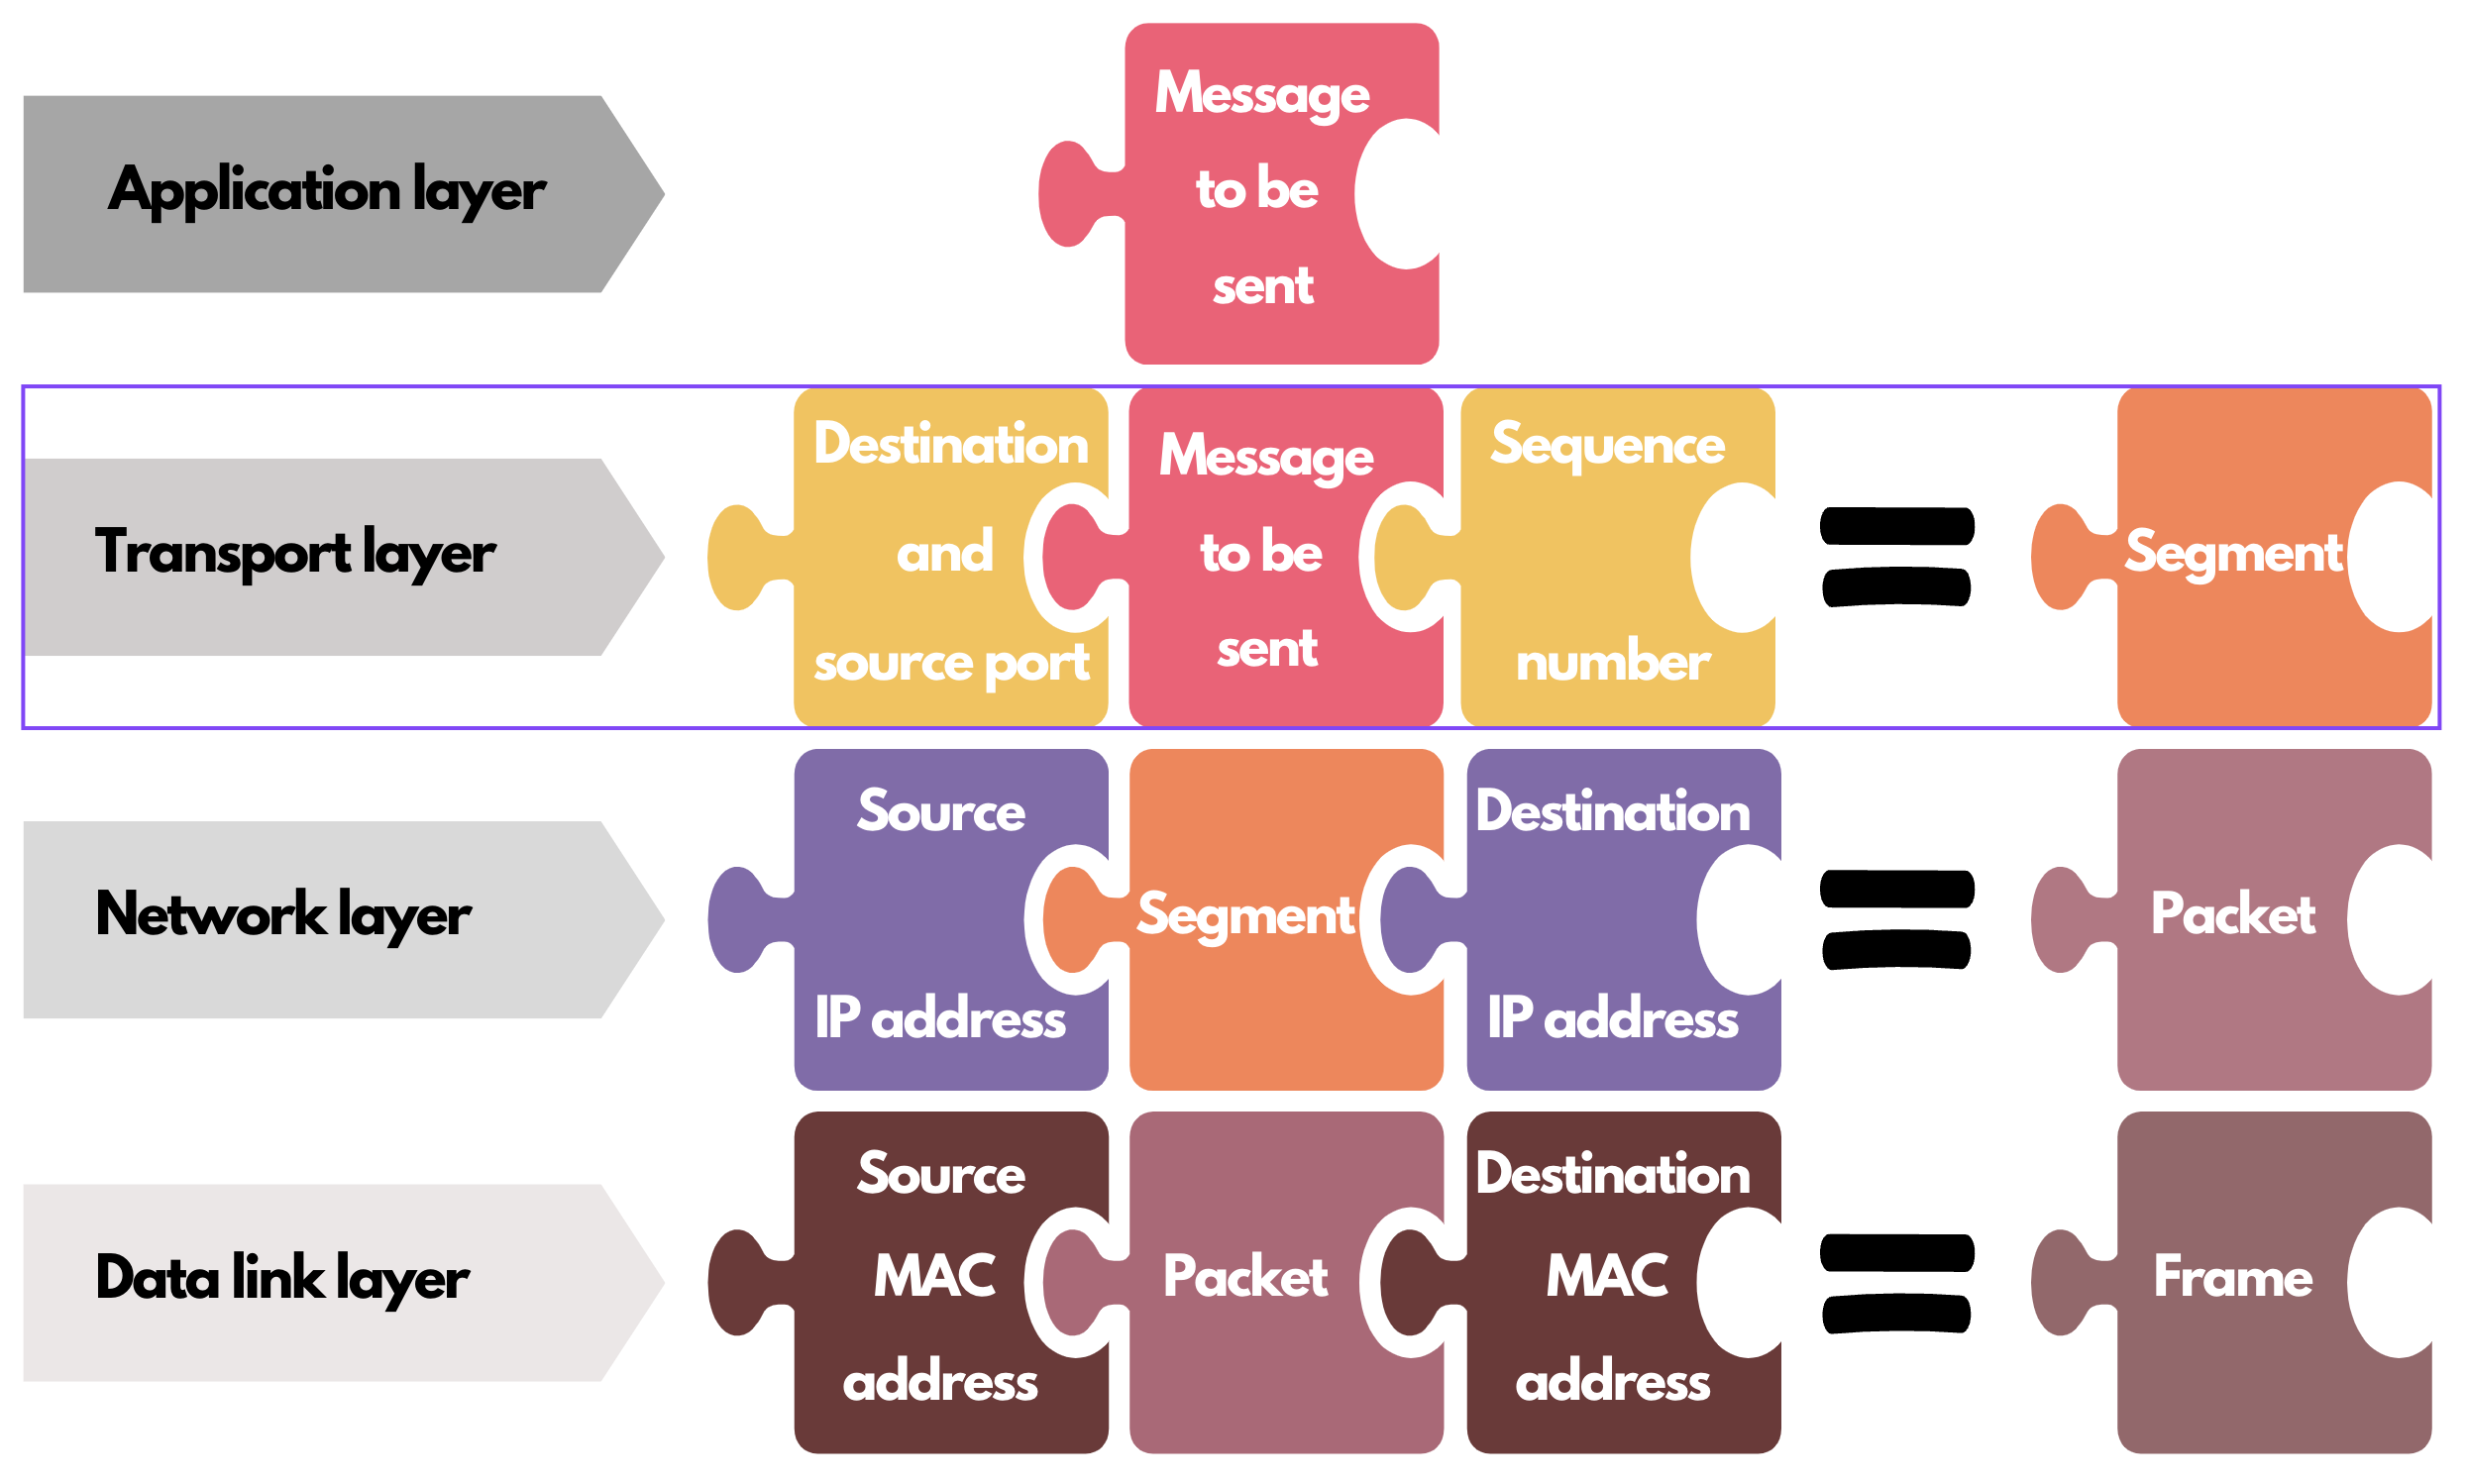 Application layer
Message
to be
sent
Transport layer
Destination
and
source port
Message
to be
sent
Sequence
number
Segment
Network layer
Source
IP address
Segment
Destination
IP address
Packet
Data link layer
Source
MAC
address
Packet
Destination
MAC
address
Frame